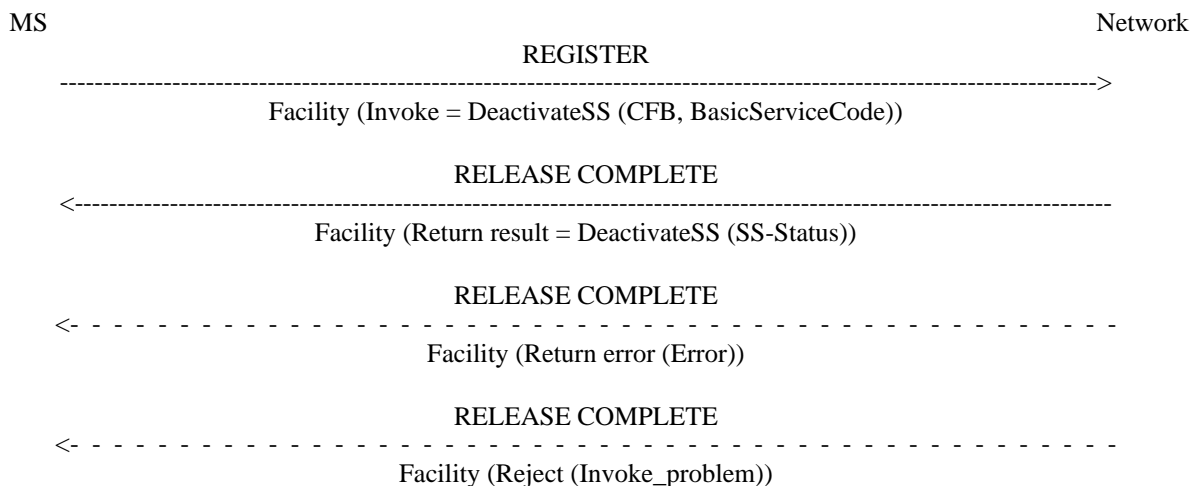 MS Network
REGISTER
Facility (Invoke = DeactivateSS (CFB, BasicServiceCode))
RELEASE COMPLETE
Facility (Return result = DeactivateSS (SS-Status))
RELEASE COMPLETE
Facility (Return error (Error))
RELEASE COMPLETE
Facility (Reject (Invoke_problem))